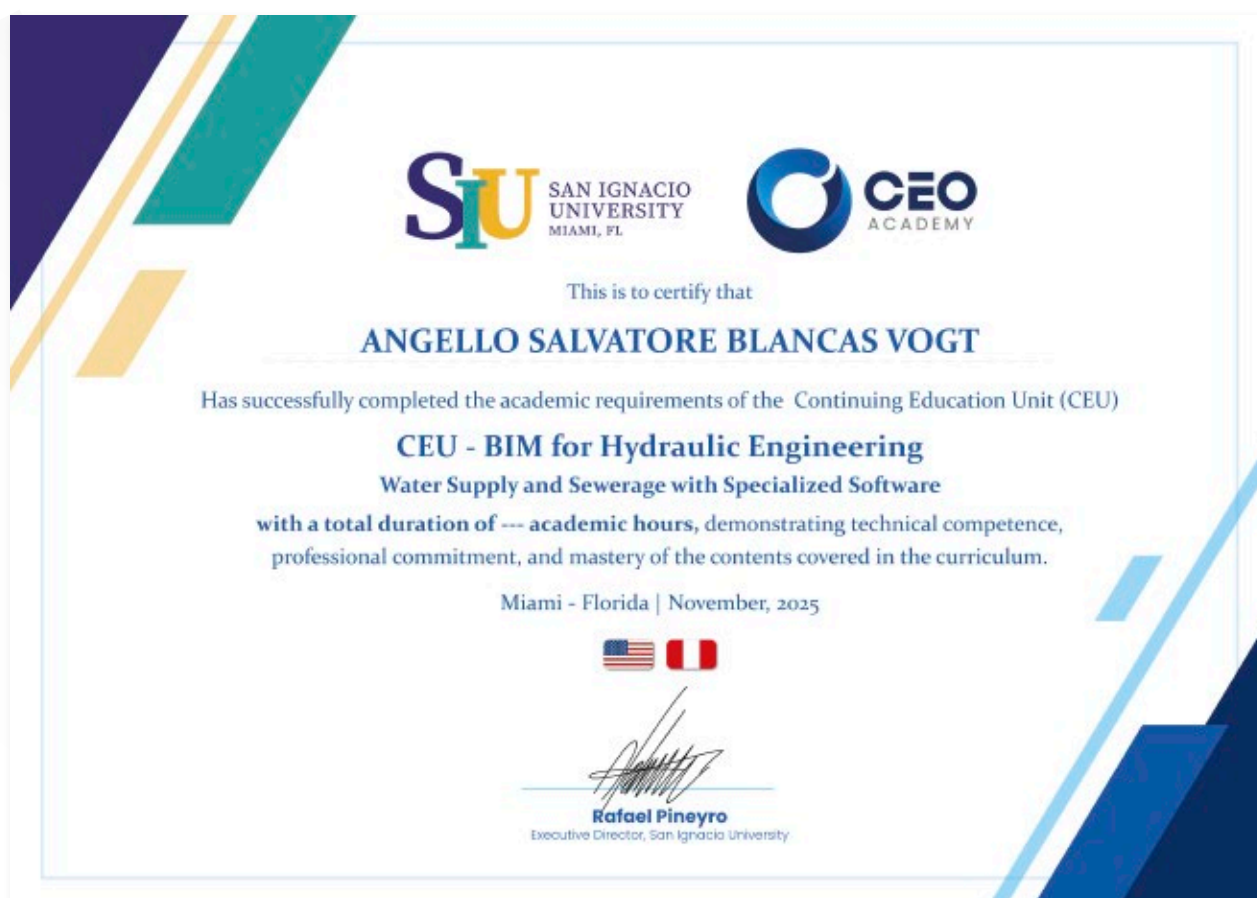 SIU
SAN IGNACIO
UNIVERSITY
MIAMI, FL
CEO
ACADEMY
This is to certify that
ANGELLO SALVATORE BLANCAS VOGT
Has successfully completed the academic requirements of the Continuing Education Unit (CEU)
CEU - BIM for Hydraulic Engineering
Water Supply and Sewerage with Specialized Software
with a total duration of --- academic hours, demonstrating technical competence,
professional commitment, and mastery of the contents covered in the curriculum.
Miami - Florida | November, 2025
Rafael Pineyro
Executive Director, San Ignacio University